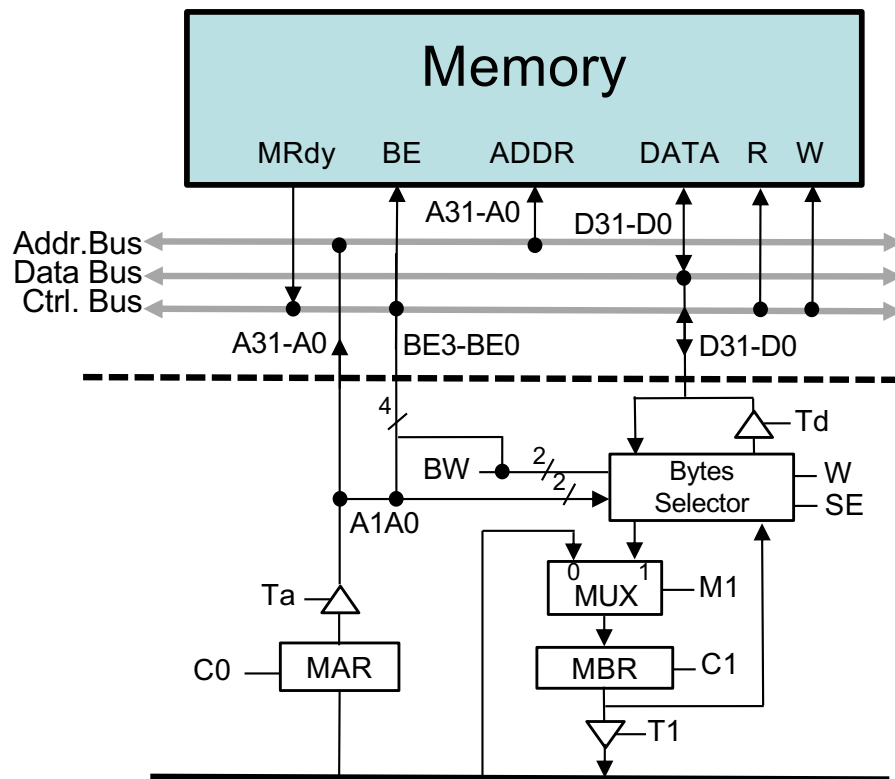 Memory
MRdy BE ADDR DATA R W
A31-A0 D31-D0
Addr.Bus
Data Bus
Ctrl. Bus
A31-A0 BE3-BE0 D31-D0
4
Td
BW 2 Bytes Selector W
2 SE
A1A0
0 1
MUX M1
Ta
C0 MAR MBR C1
T1